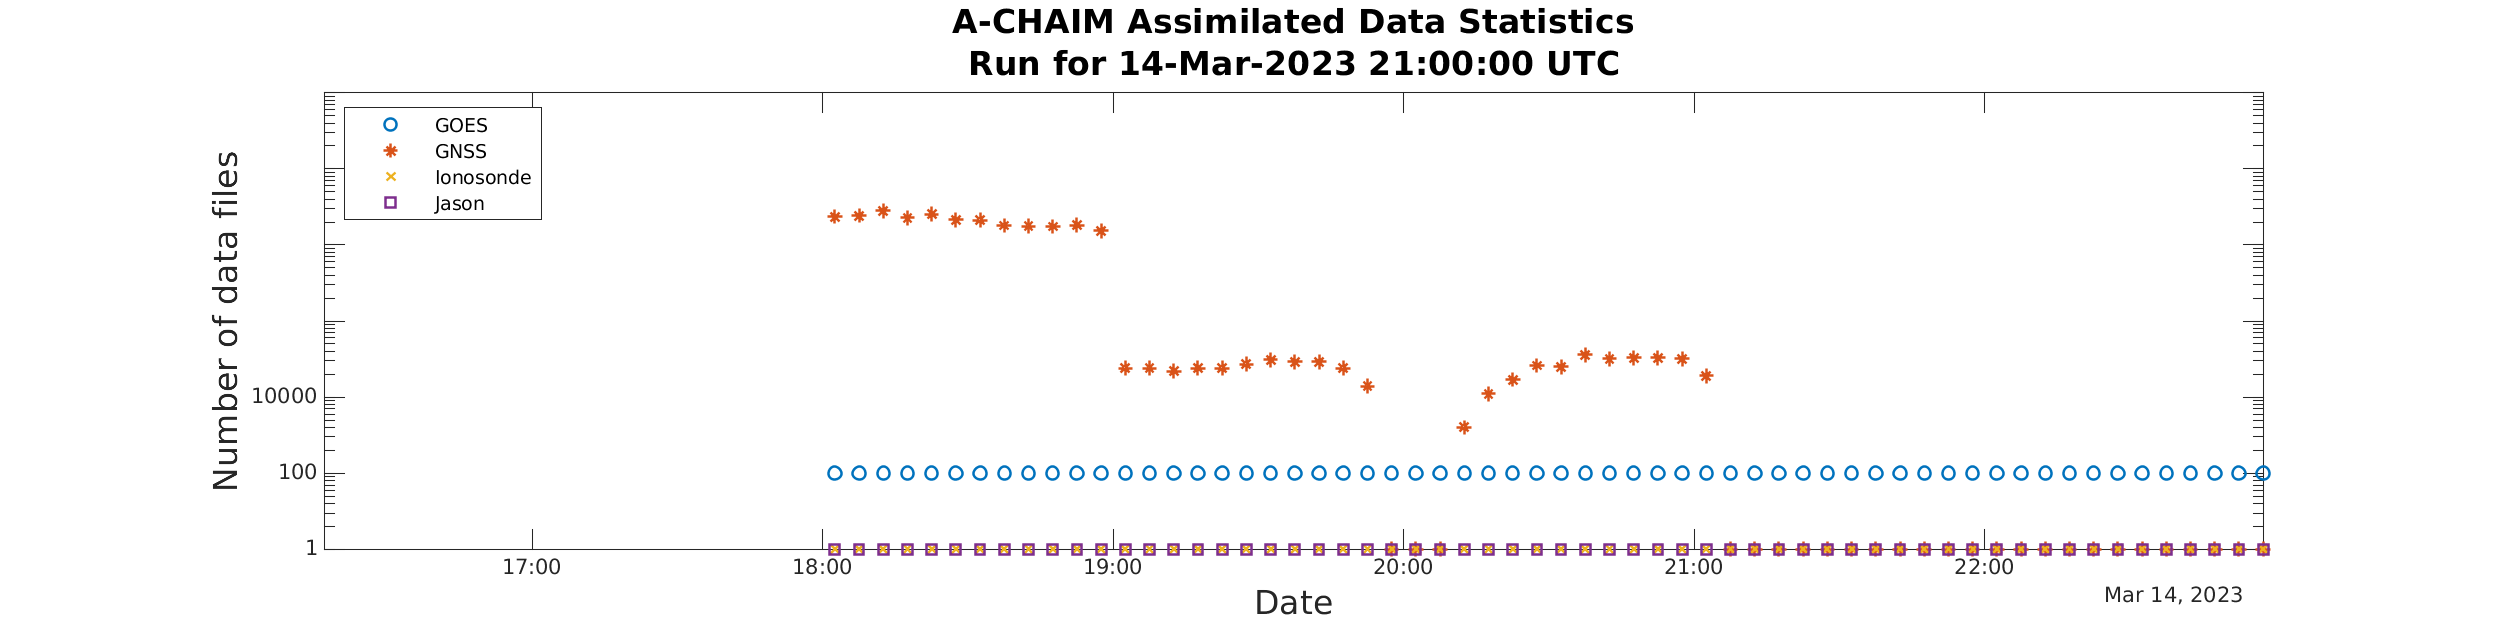 A-CHAIM Assimilated Data Statistics
Run for 14-Mar-2023 21:00:00 UTC
GOES
GNSS
Ionosonde
Jason
Number of data files
10000
100
1
17:00 18:00 19:00 20:00 21:00 22:00
Date
Mar 14, 2023